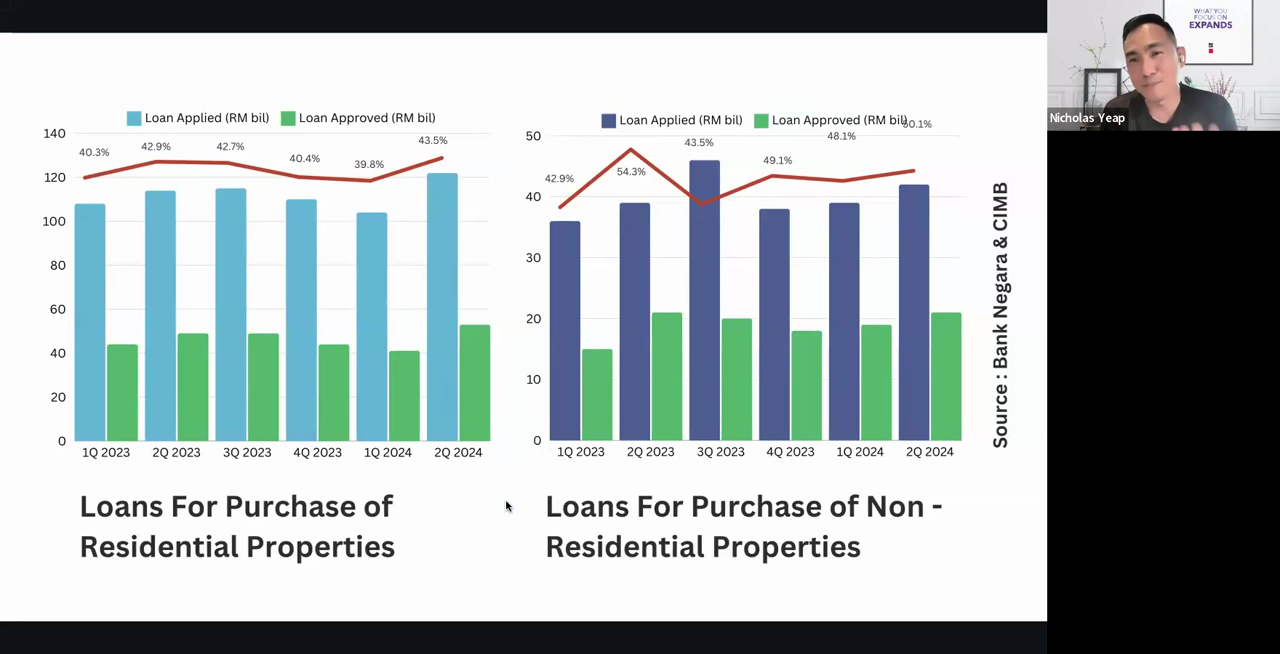 Loan Applied (RM bil) Loan Approved (RM bil)
140
120
100
80
60
40
20
0
40.3%
42.9%
42.7%
40.4%
39.8%
43.5%
1Q 2023 2Q 2023 3Q 2023 4Q 2023 1Q 2024 2Q 2024
Loans For Purchase of
Residential Properties
Loan Applied (RM bil) Loan Approved (RM bil)
50
40
30
20
10
0
42.9%
54.3%
43.5%
49.1%
48.1%
50.1%
1Q 2023 2Q 2023 3Q 2023 4Q 2023 1Q 2024 2Q 2024
Loans For Purchase of Non -
Residential Properties
Source : Bank Negara & CIMB
WHAT YOU
FOCUS ON
EXPANDS
Nicholas Yeap